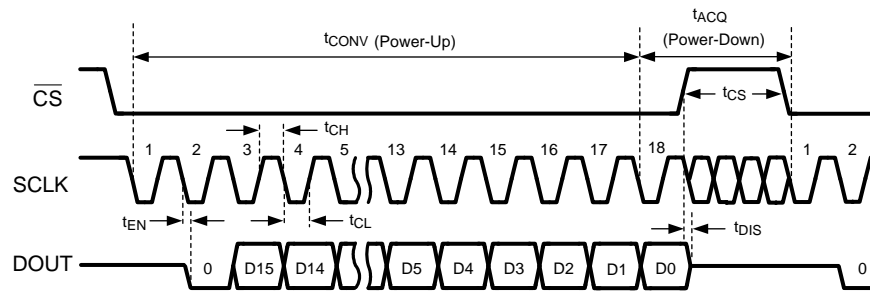 tCONV (Power-Up)
tACQ
(Power-Down)
CS
tCS
tCH
1 2 3 4 5 13 14 15 16 17 18 1 2
SCLK
tEN
tCL
tDIS
DOUT
0 D15 D14 D5 D4 D3 D2 D1 D0 0